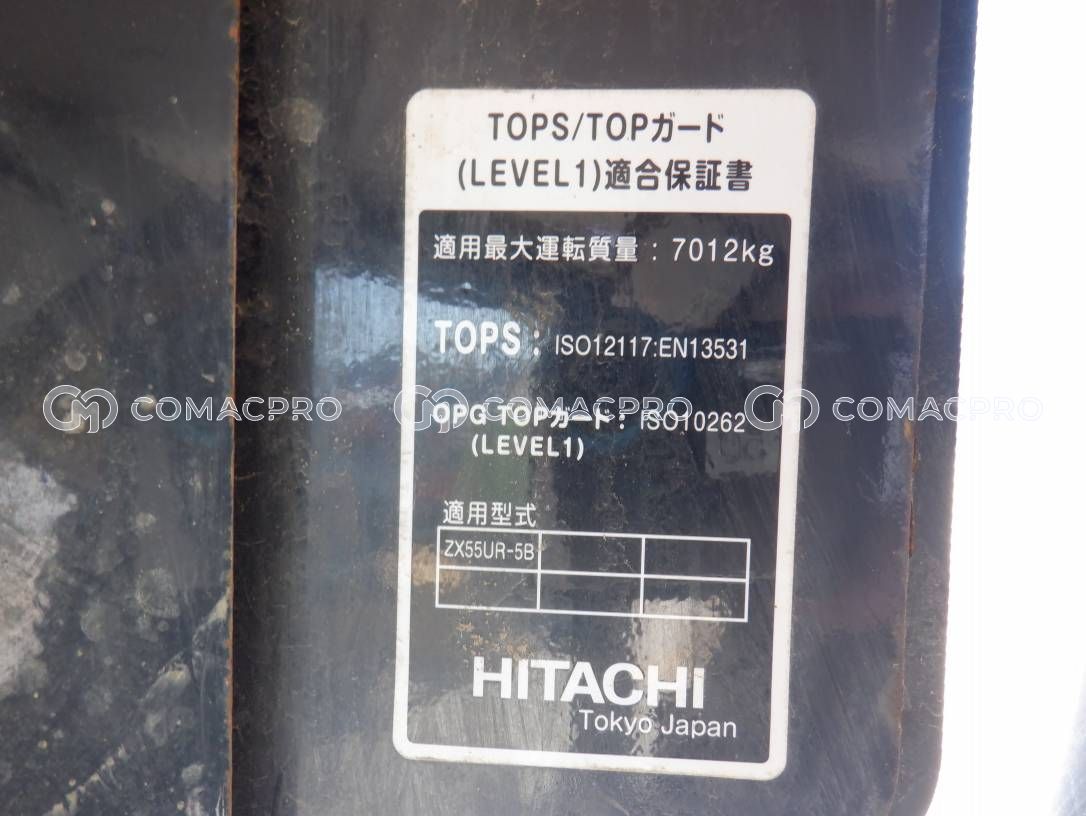 TOPS/TOPガード
(LEVEL1)適合保証書
適用最大運転質量 : 7012kg
TOPS : ISO12117:EN13531
COMACPRO COMACPRO COMACPRO
OPG TOPガード : ISO10262
(LEVEL1)
適用型式
ZX55UR-5B
HITACHI
Tokyo Japan